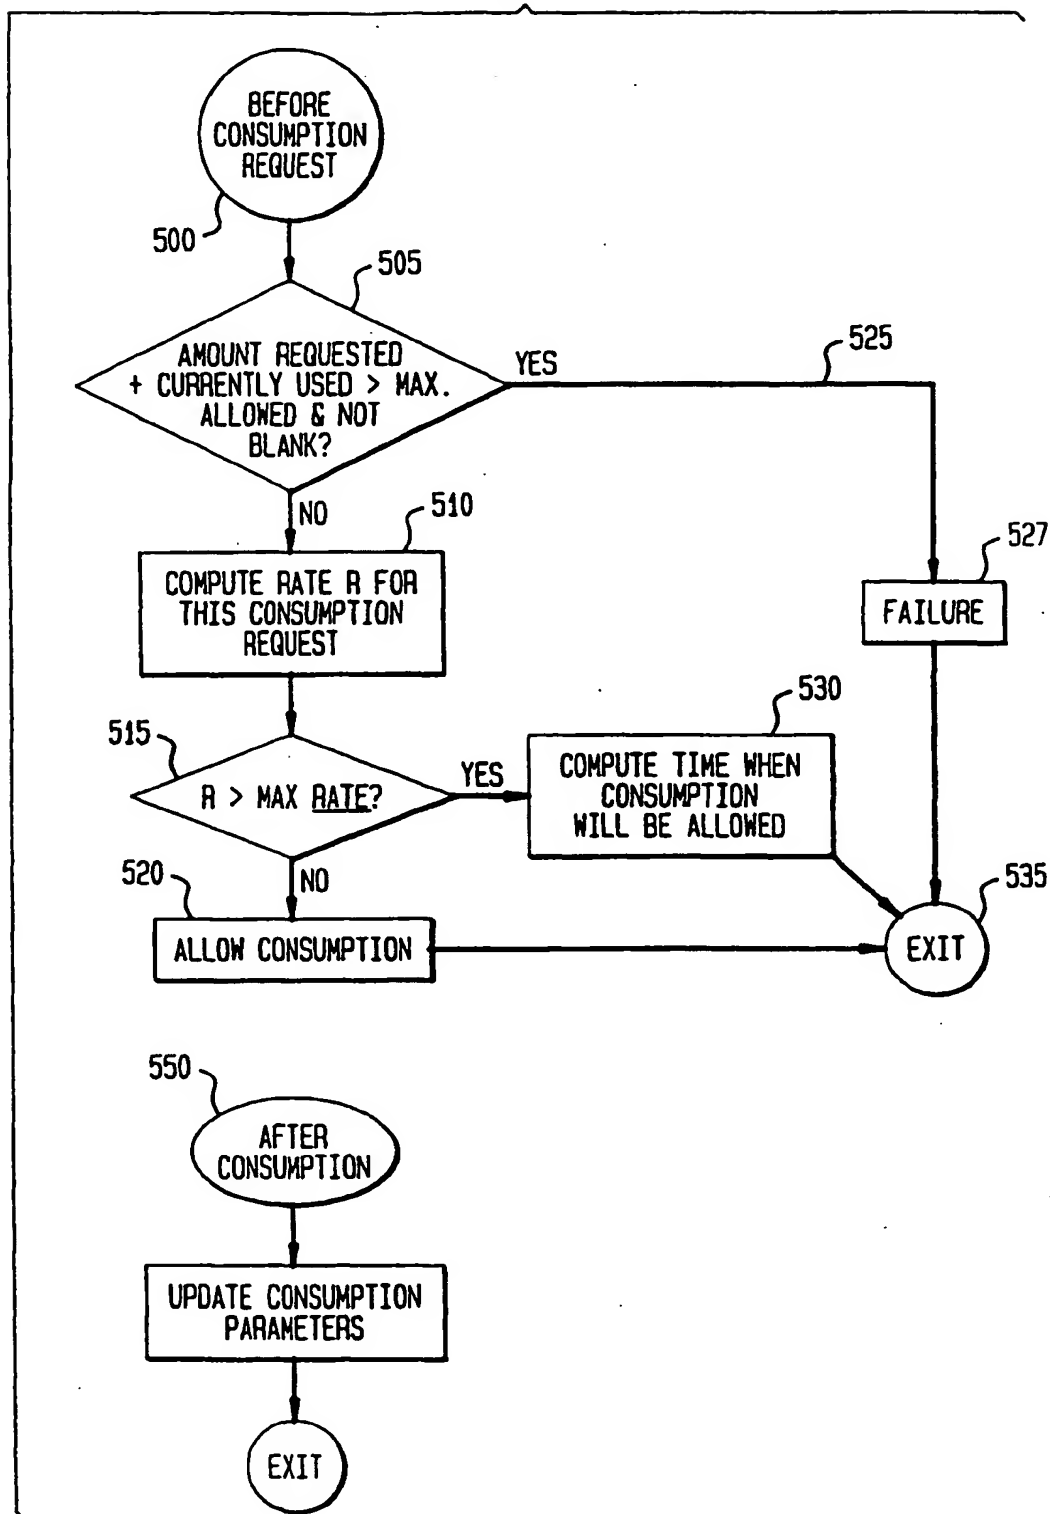 BEFORE
CONSUMPTION
REQUEST
500
505
AMOUNT REQUESTED
+ CURRENTLY USED > MAX.
ALLOWED & NOT
BLANK?
YES
525
NO
510
COMPUTE RATE R FOR
THIS CONSUMPTION
REQUEST
527
FAILURE
515
R > MAX RATE?
YES
530
COMPUTE TIME WHEN
CONSUMPTION
WILL BE ALLOWED
NO
520
ALLOW CONSUMPTION
535
EXIT
550
AFTER
CONSUMPTION
UPDATE CONSUMPTION
PARAMETERS
EXIT